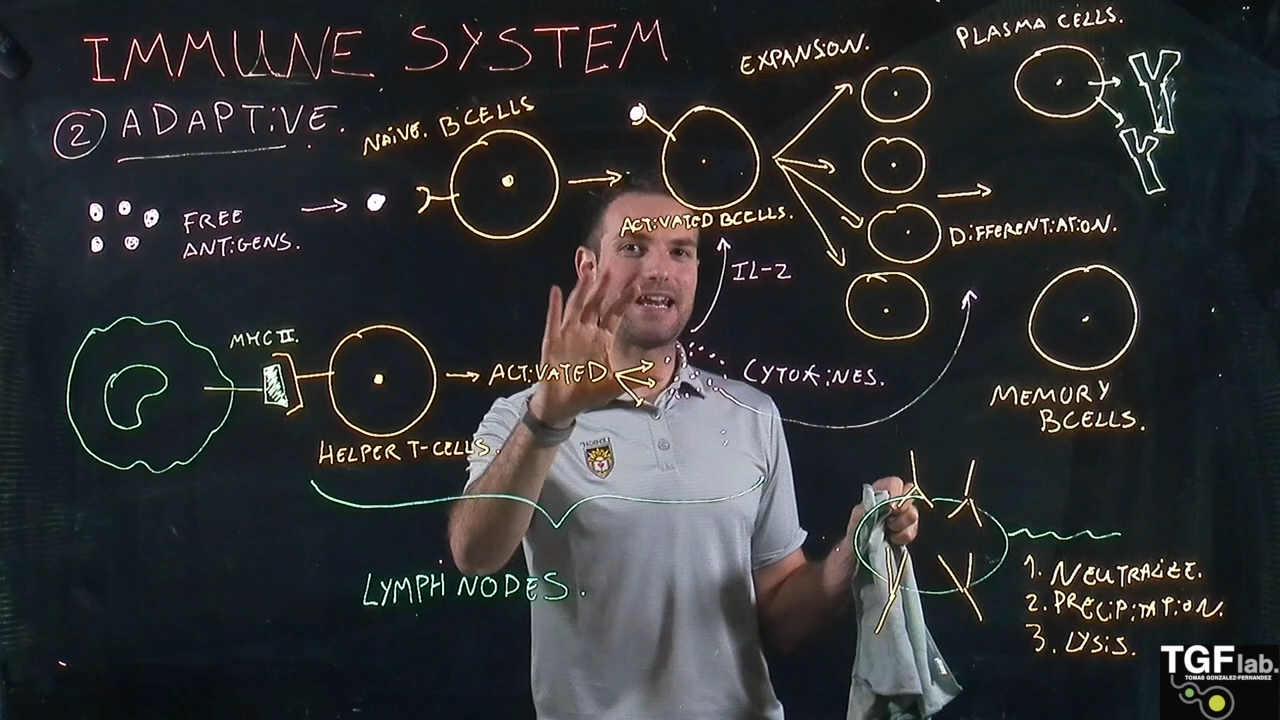 IMMUNE SYSTEM
② ADAPTIVE.
EXPANSION.
PLASMA CELLS.
NAIVE. B CELLS
FREE
ANTIGENS.
ACTIVATED BCELLS.
DIFFERENTIATION.
IL-2
MHC II.
ACTIVATED
CYTOKINES.
MEMORY
BCELLS.
HELPER T-CELLS.
LYMPH NODES.
1. NEUTRALIZE.
2. PRECIPITATION.
3. LYSIS.
TGF lab.
TOMAS GONZALEZ-FERNANDEZ